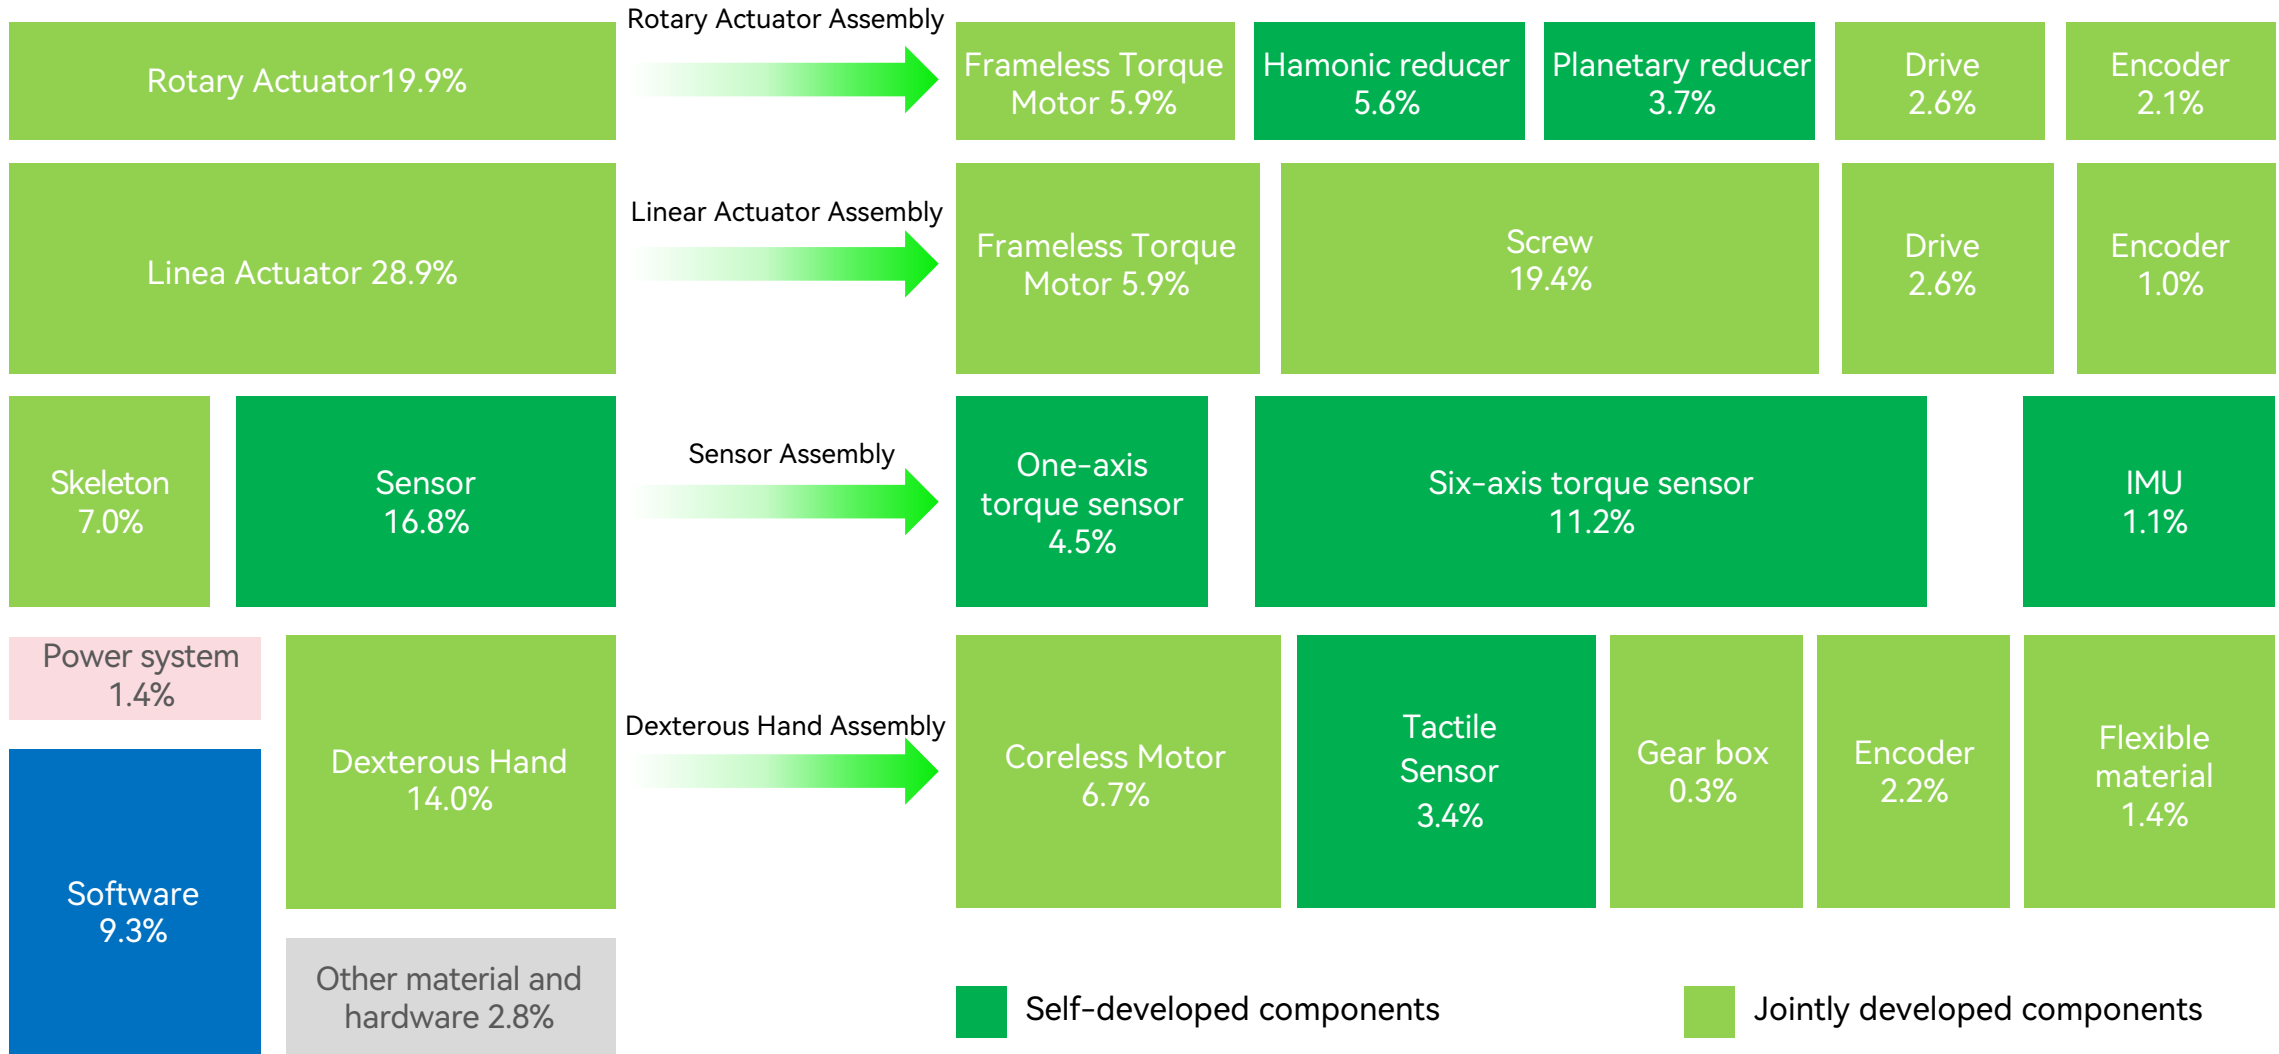 Rotary Actuator19.9%
Rotary Actuator Assembly
Frameless Torque
Motor 5.9%
Hamonic reducer
5.6%
Planetary reducer
3.7%
Drive
2.6%
Encoder
2.1%
Linea Actuator 28.9%
Linear Actuator Assembly
Frameless Torque
Motor 5.9%
Screw
19.4%
Drive
2.6%
Encoder
1.0%
Skeleton
7.0%
Sensor
16.8%
Sensor Assembly
One-axis
torque sensor
4.5%
Six-axis torque sensor
11.2%
IMU
1.1%
Power system
1.4%
Software
9.3%
Dexterous Hand
14.0%
Other material and
hardware 2.8%
Dexterous Hand Assembly
Coreless Motor
6.7%
Tactile
Sensor
3.4%
Gear box
0.3%
Encoder
2.2%
Flexible
material
1.4%
Self-developed components
Jointly developed components